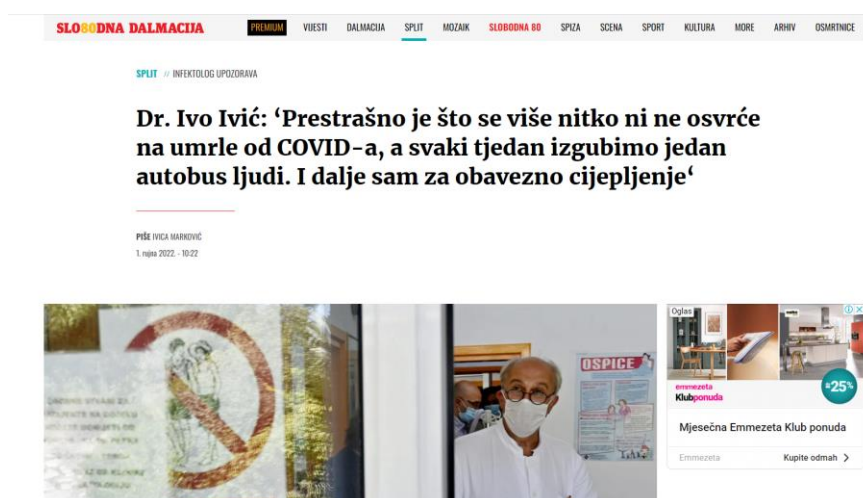 SLO80DNA DALMACIJA
PREMIUM VIJESTI DALMACIJA SPLIT MOZAIK SLOBODNA 80 SPIZA SCENA SPORT KULTURA MORE ARHIV OSMRTNICE
SPLIT // INFEKTOLOG UPOZORAVA
Dr. Ivo Ivić: ‘Prestrašno je što se više nitko ni ne osvrće
na umrle od COVID-a, a svaki tjedan izgubimo jedan
autobus ljudi. I dalje sam za obavezno cijepljenje‘
PIŠE IVICA MARKOVIĆ
1. rujna 2022. - 10:22
OSPICE
Oglas
emmezeta
Klubponuda
25%
Mjesečna Emmezeta Klub ponuda
Emmezeta
Kupite odmah